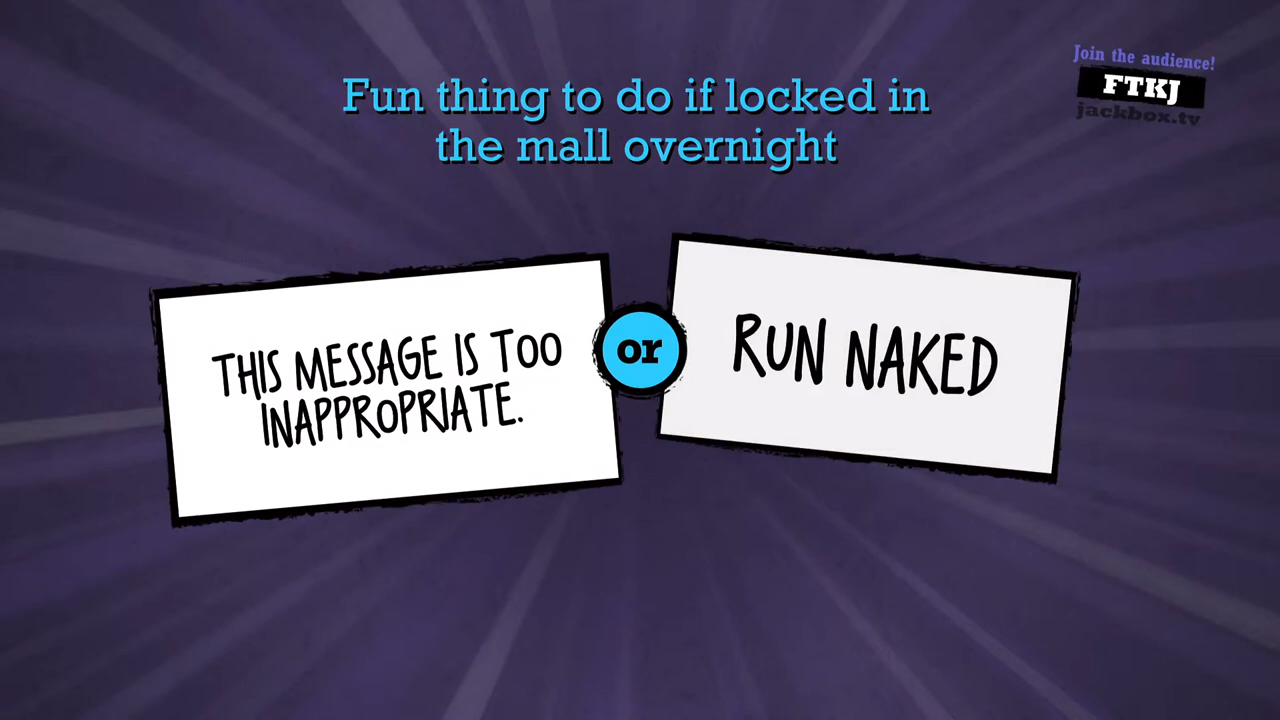 Join the audience!
FTKJ
jackbox.tv
Fun thing to do if locked in
the mall overnight
THIS MESSAGE IS TOO
INAPPROPRIATE.
or
RUN NAKED